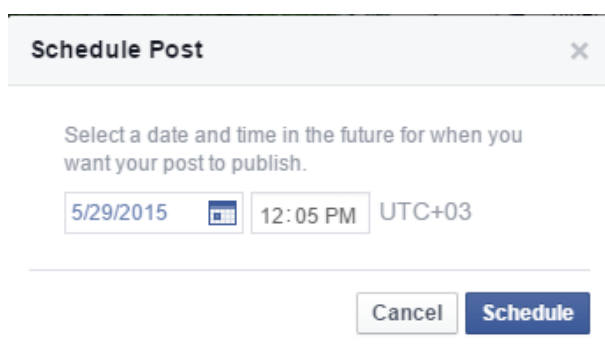 Schedule Post
Select a date and time in the future for when you
want your post to publish.
5/29/2015 12:05 PM UTC+03
Cancel Schedule